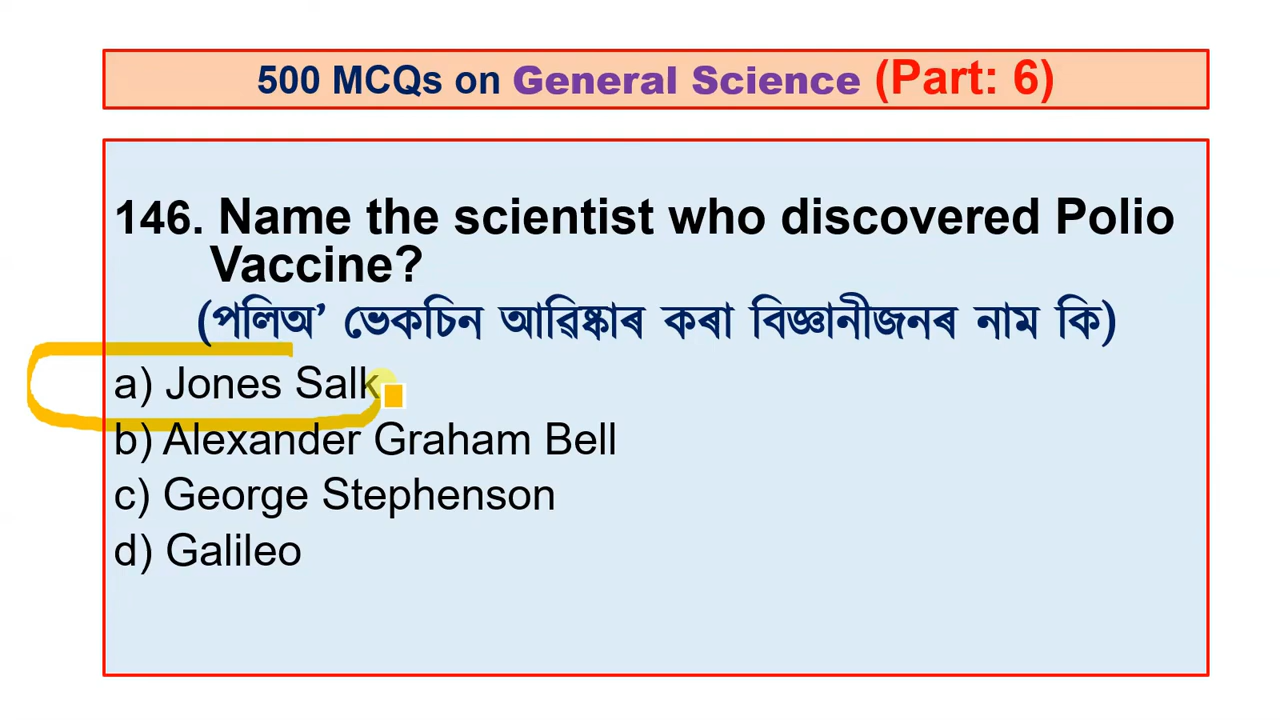 500 MCQs on General Science (Part: 6)
146. Name the scientist who discovered Polio
Vaccine?
(পলিঅ’ ভেকচিন আৱিষ্কাৰ কৰা বিজ্ঞানীজনৰ নাম কি)
a) Jones Salk
b) Alexander Graham Bell
c) George Stephenson
d) Galileo